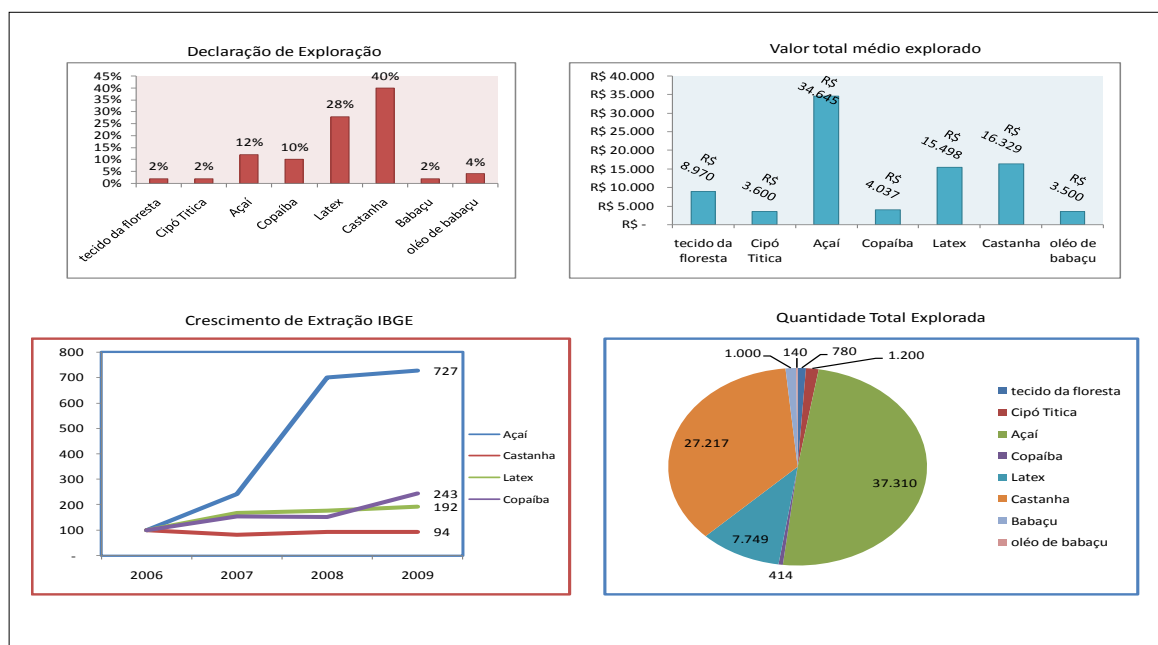 Declaração de Exploração
45%
40%
35%
30%
25%
20%
15%
10%
5%
0%
2%
2%
12%
10%
28%
40%
2%
4%
tecido da floresta
Cipó Titica
Açaí
Copaíba
Latex
Castanha
Babaçu
oléo de babaçu
Valor total médio explorado
R$ 40.000
R$ 35.000
R$ 30.000
R$ 25.000
R$ 20.000
R$ 15.000
R$ 10.000
R$ 5.000
R$ -
R$
8.970
R$
3.600
R$
34.645
R$
4.037
R$
15.498
R$
16.329
R$
3.500
tecido da
floresta
Cipó
Titica
Açaí
Copaíba
Latex
Castanha
oléo de
babaçu
Crescimento de Extração IBGE
800
700
600
500
400
300
200
100
-
2006
2007
2008
2009
727
243
192
94
Açaí
Castanha
Latex
Copaíba
Quantidade Total Explorada
1.000
140
780
1.200
27.217
37.310
7.749
414
tecido da floresta
Cipó Titica
Açaí
Copaíba
Latex
Castanha
Babaçu
oléo de babaçu